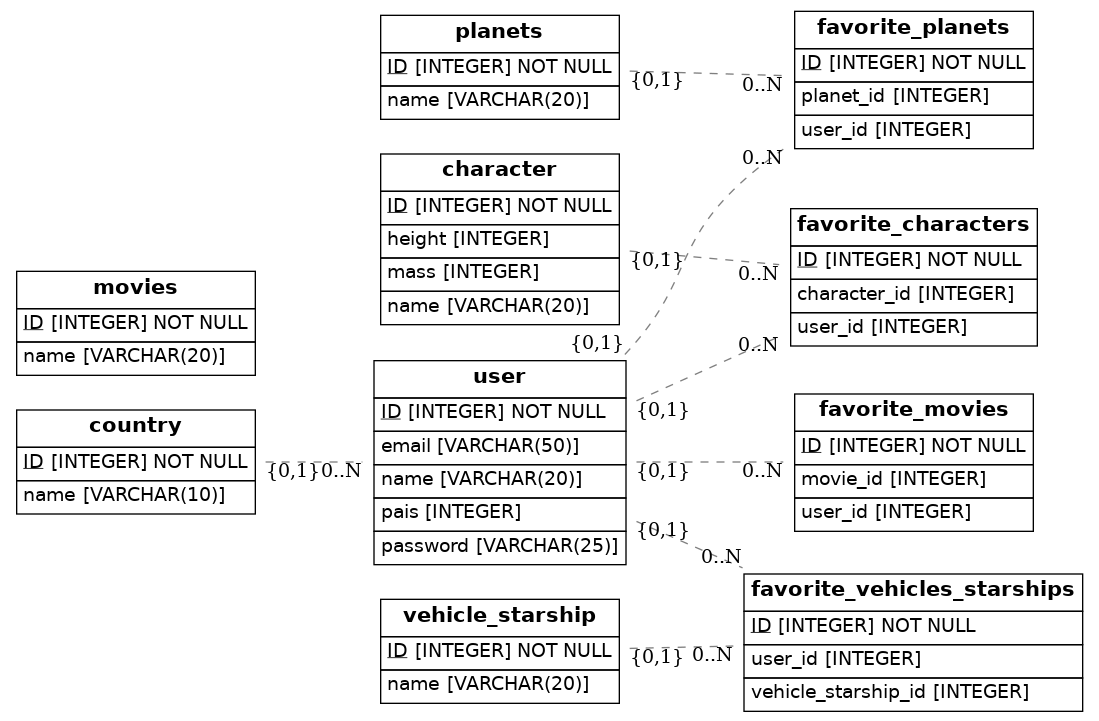 planets
ID [INTEGER] NOT NULL
name [VARCHAR(20)]
{0,1}
0..N
favorite_planets
ID [INTEGER] NOT NULL
planet_id [INTEGER]
user_id [INTEGER]
0..N
character
ID [INTEGER] NOT NULL
height [INTEGER]
mass [INTEGER]
name [VARCHAR(20)]
{0,1}
0..N
favorite_characters
ID [INTEGER] NOT NULL
character_id [INTEGER]
user_id [INTEGER]
0..N
movies
ID [INTEGER] NOT NULL
name [VARCHAR(20)]
country
ID [INTEGER] NOT NULL
name [VARCHAR(10)]
{0,1}
0..N
{0,1}
user
ID [INTEGER] NOT NULL
email [VARCHAR(50)]
name [VARCHAR(20)]
pais [INTEGER]
password [VARCHAR(25)]
{0,1}
{0,1}
0..N
{0,1}
0..N
favorite_movies
ID [INTEGER] NOT NULL
movie_id [INTEGER]
user_id [INTEGER]
vehicle_starship
ID [INTEGER] NOT NULL
name [VARCHAR(20)]
{0,1}
0..N
favorite_vehicles_starships
ID [INTEGER] NOT NULL
user_id [INTEGER]
vehicle_starship_id [INTEGER]